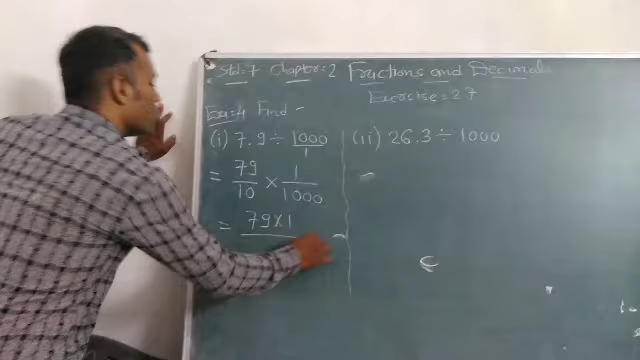 Std=7 Chapter=2 Fractions and Decimals
Exercise = 2.7
Ex=4 Find -
(i) 7.9 ÷ 1000/1
= 79/10 × 1/1000
= 79×1
(ii) 26.3 ÷ 1000
=